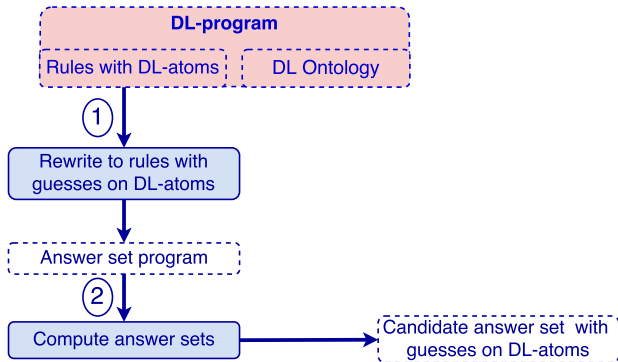 DL-program
Rules with DL-atoms
DL Ontology
1
Rewrite to rules with
guesses on DL-atoms
Answer set program
2
Compute answer sets
Candidate answer set with
guesses on DL-atoms